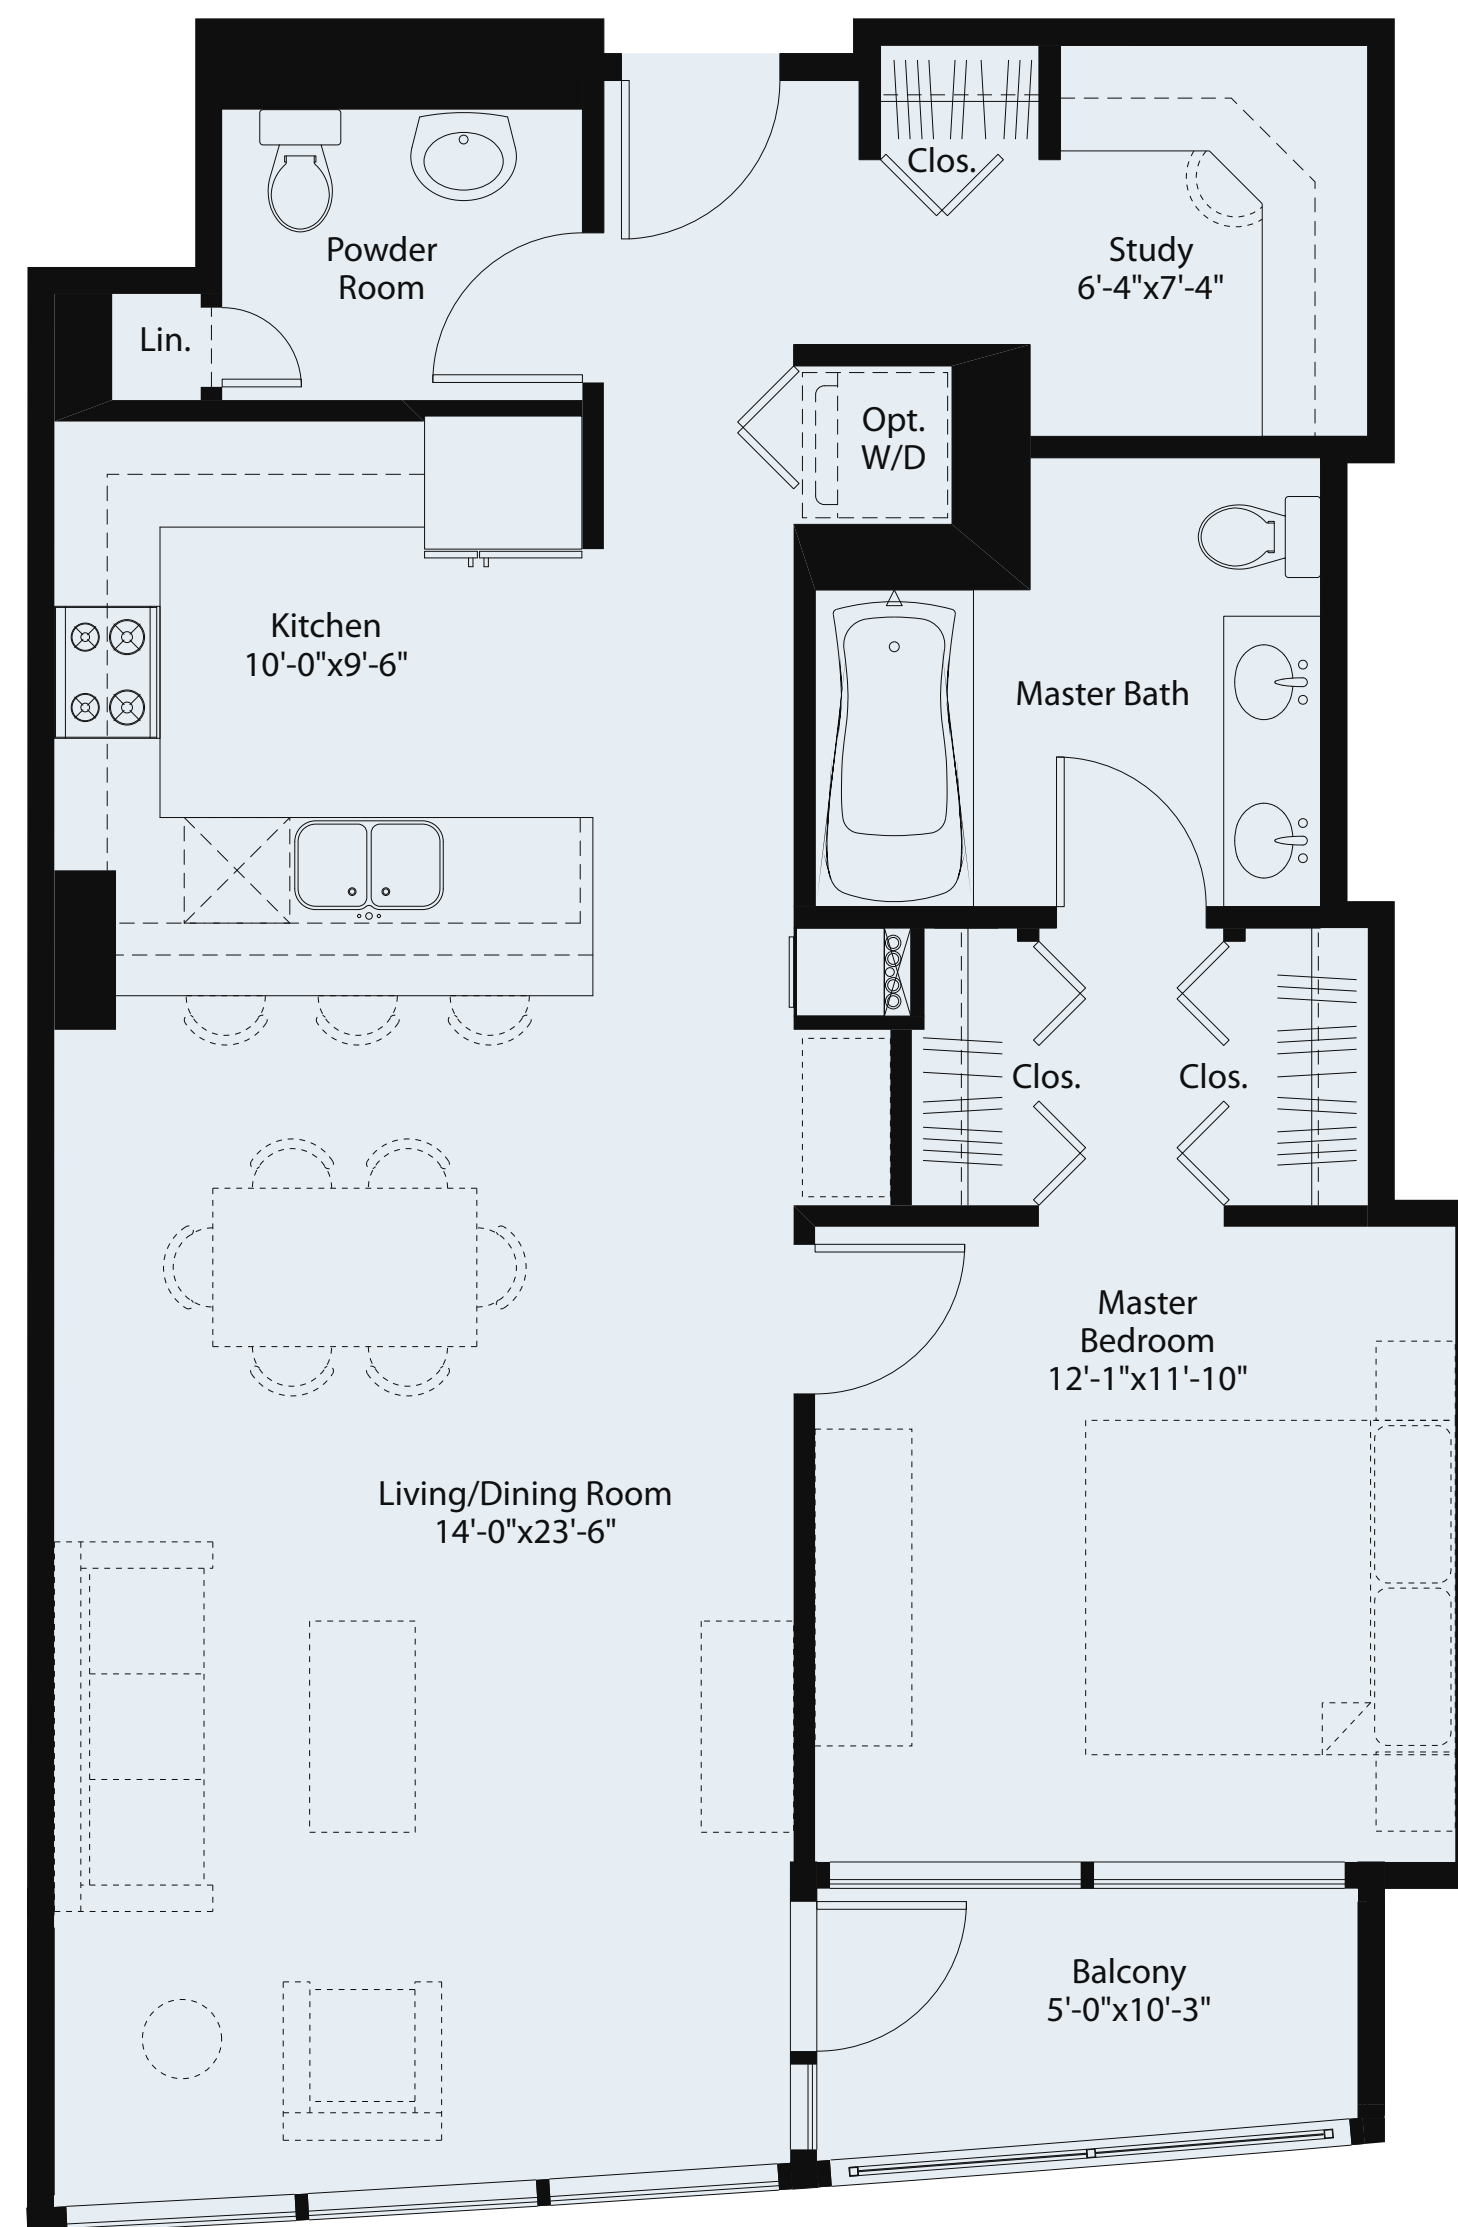 Clos.
Powder
Room
Study
6'-4"x7'-4"
Lin.
Opt.
W/D
Kitchen
10'-0"x9'-6"
Master Bath
Clos.
Clos.
Master
Bedroom
12'-1"x11'-10"
Living/Dining Room
14'-0"x23'-6"
Balcony
5'-0"x10'-3"